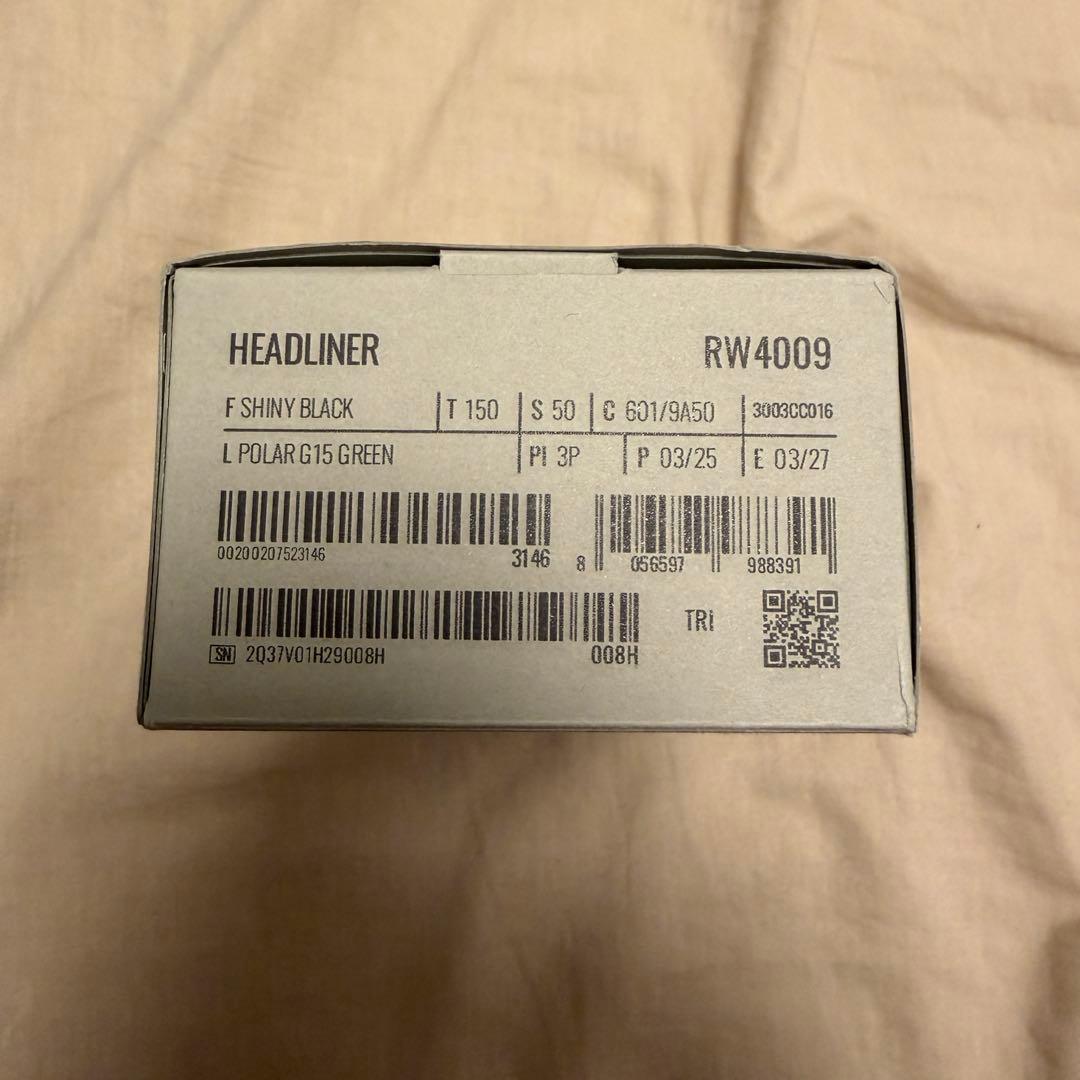 HEADLINER RW4009
F SHINY BLACK T 150 S 50 C 601/9A50 3003CC016
L POLAR G15 GREEN PI 3P P 03/25 E 03/27
00200207523146 3146 8 056597 988391
TRI
SN 2Q37V01H29008H 008H